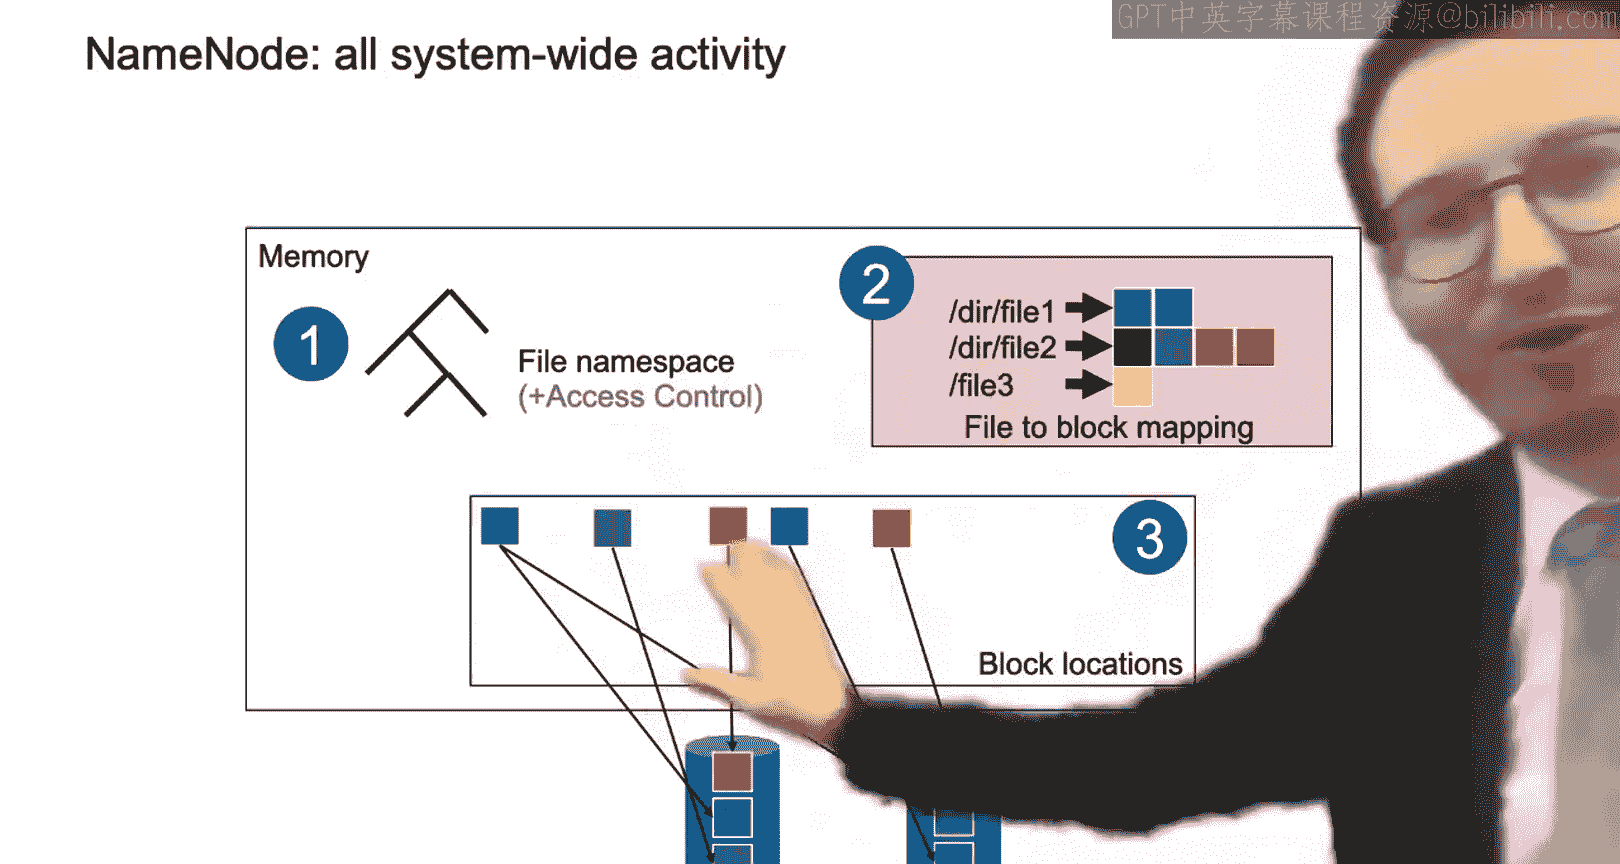 GPT中英字幕课程资源@bilibili.com
NameNode: all system-wide activity
Memory
1
File namespace
(+Access Control)
2
/dir/file1
/dir/file2
/file3
File to block mapping
3
Block locations